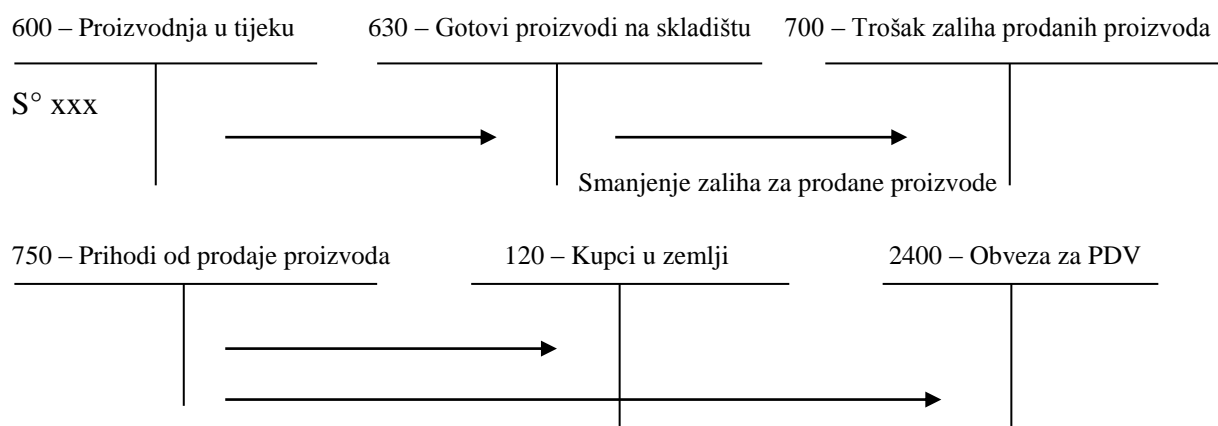 600 – Proizvodnja u tijeku 630 – Gotovi proizvodi na skladištu 700 – Trošak zaliha prodanih proizvoda
S° xxx
Smanjenje zaliha za prodane proizvode
750 – Prihodi od prodaje proizvoda 120 – Kupci u zemlji 2400 – Obveza za PDV